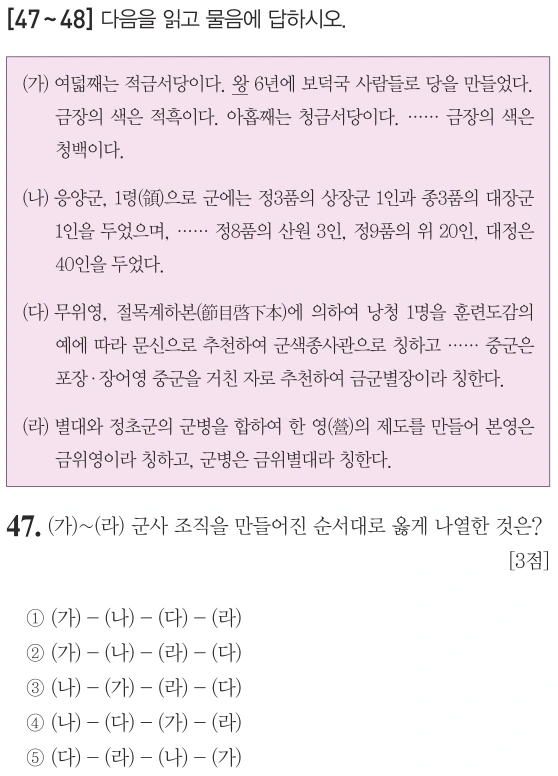 [47~48] 다음을 읽고 물음에 답하시오.
(가) 여덟째는 적금서당이다. 왕 6년에 보덕국 사람들로 당을 만들었다.
금장의 색은 적흑이다. 아홉째는 청금서당이다. …… 금장의 색은
청백이다.
(나) 응양군, 1령(領)으로 군에는 정3품의 상장군 1인과 종3품의 대장군
1인을 두었으며, …… 정8품의 산원 3인, 정9품의 위 20인, 대정은
40인을 두었다.
(다) 무위영, 절목계하본(節目啓下本)에 의하여 낭청 1명을 훈련도감의
예에 따라 문신으로 추천하여 군색종사관으로 칭하고 …… 중군은
포장·장어영 중군을 거친 자로 추천하여 금군별장이라 칭한다.
(라) 별대와 정초군의 군병을 합하여 한 영(營)의 제도를 만들어 본영은
금위영이라 칭하고, 군병은 금위별대라 칭한다.
47. (가)~(라) 군사 조직을 만들어진 순서대로 옳게 나열한 것은?
[3점]
① (가) – (나) – (다) – (라)
② (가) – (나) – (라) – (다)
③ (나) – (가) – (라) – (다)
④ (나) – (다) – (가) – (라)
⑤ (다) – (라) – (나) – (가)